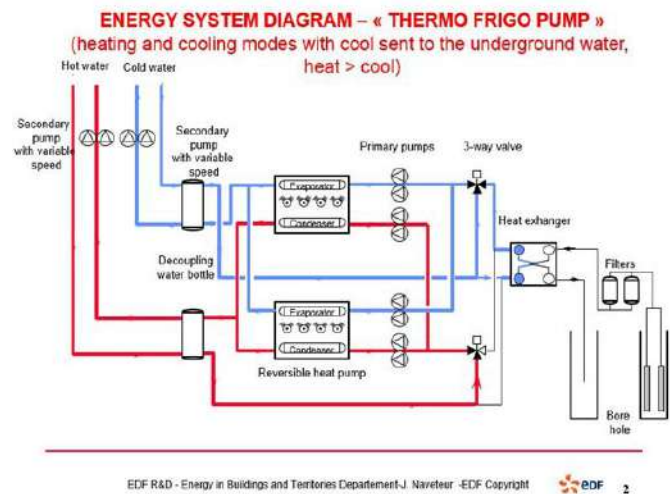 ENERGY SYSTEM DIAGRAM – « THERMO FRIGO PUMP »
(heating and cooling modes with cool sent to the underground water,
heat > cool)
Hot water
Cold water
Secondary
pump
with variable
speed
Secondary
pump
with variable
speed
Primary pumps
3-way valve
Evaporator
Condenser
Heat exhanger
Filters
Decoupling
water bottle
Evaporator
Condenser
Reversible heat pump
Bore
hole
EDF R&D - Energy in Buildings and Territories Departement-J. Naveteur -EDF Copyright
edf
2